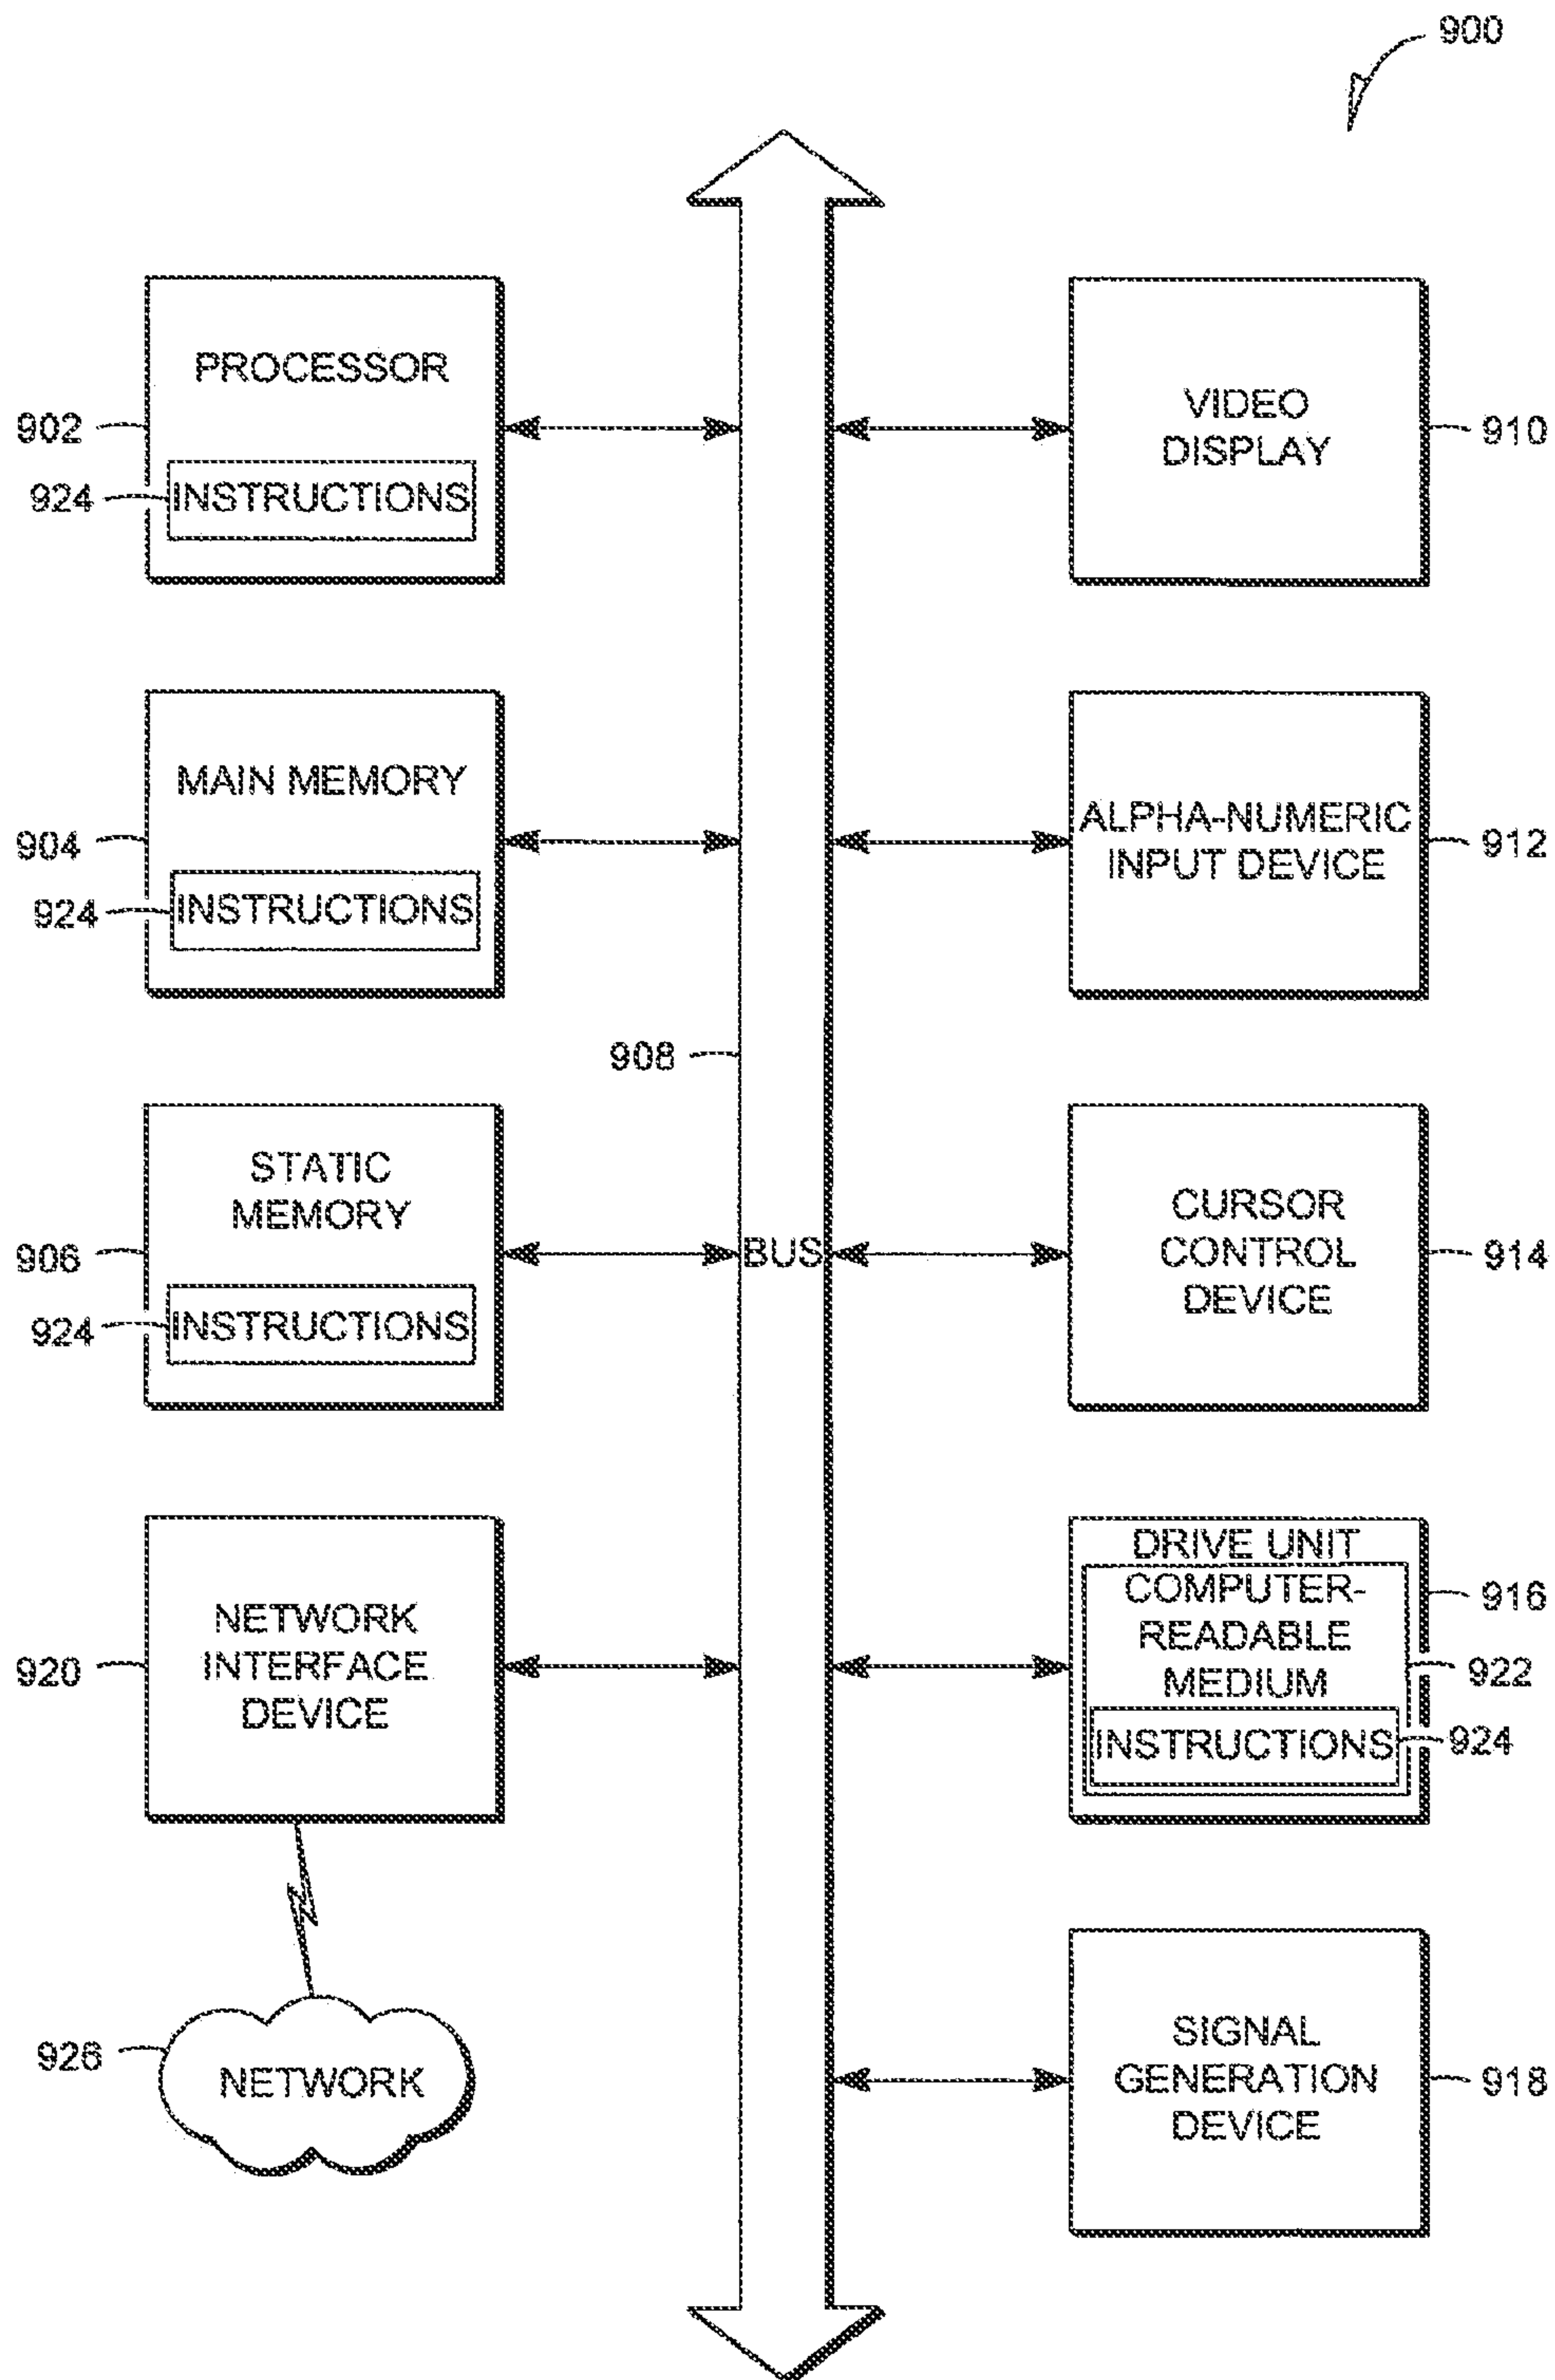 900
PROCESSOR
902
924
INSTRUCTIONS
MAIN MEMORY
904
924
INSTRUCTIONS
908
STATIC
MEMORY
906
924
INSTRUCTIONS
NETWORK
INTERFACE
DEVICE
920
926
NETWORK
BUS
VIDEO
DISPLAY
910
ALPHA-NUMERIC
INPUT DEVICE
912
CURSOR
CONTROL
DEVICE
914
DRIVE UNIT
916
COMPUTER-
READABLE
MEDIUM
922
INSTRUCTIONS
924
SIGNAL
GENERATION
DEVICE
918